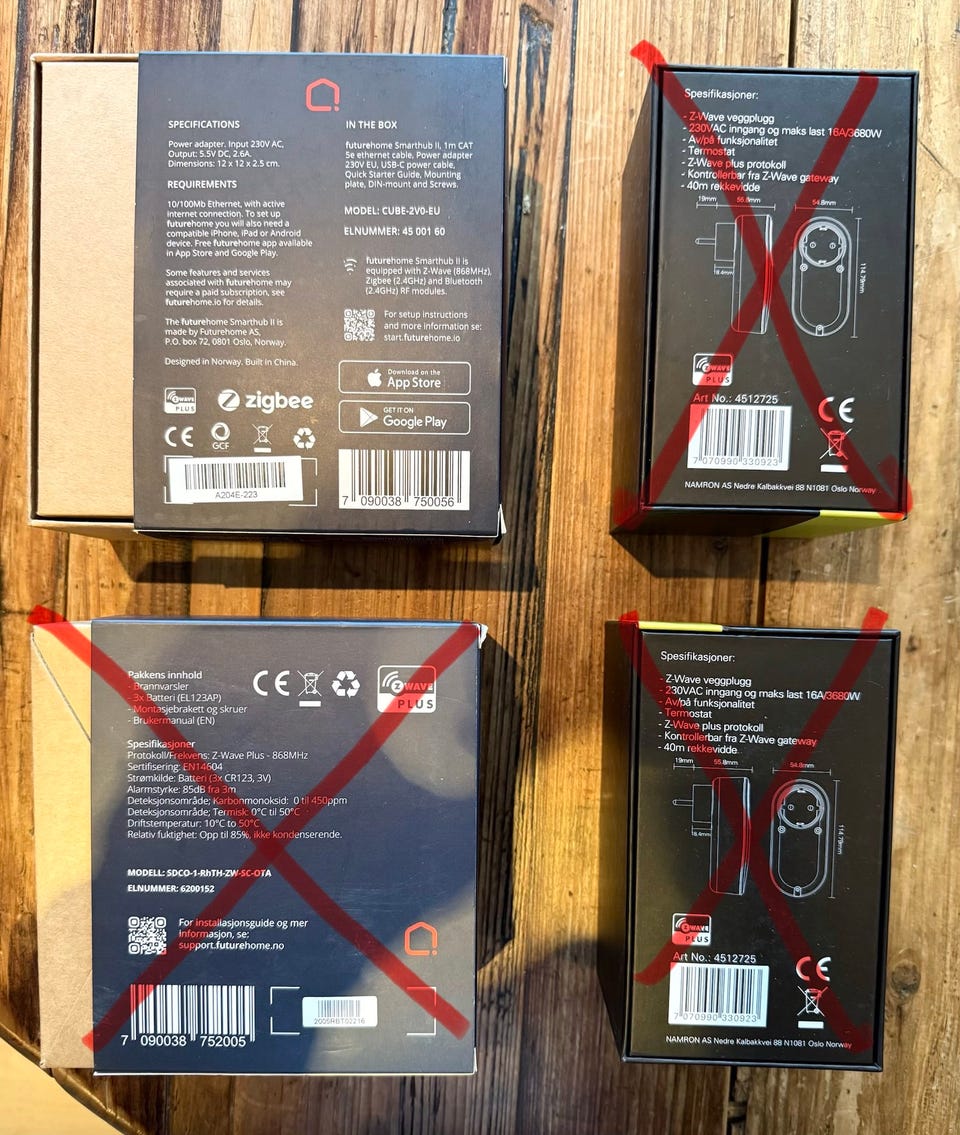 SPECIFICATIONS
Power adapter. Input 230V AC,
Output: 5.5V DC, 2.6A.
Dimensions: 12 x 12 x 2.5 cm.
REQUIREMENTS
10/100Mb Ethernet, with active
internet connection. To set up
futurehome you will also need a
compatible iPhone, iPad or Android
device. Free futurehome app available
in App Store and Google Play.
Some features and services
associated with futurehome may
require a paid subscription, see
futurehome.io for details.
The futurehome Smarthub II is
made by Futurehome AS,
P.O. box 72, 0801 Oslo, Norway.
Designed in Norway. Built in China.
Z WAVE
PLUS
zigbee
CE
GCF
A204E-223
IN THE BOX
futurehome Smarthub II, 1m CAT
5e ethernet cable, Power adapter
230V EU, USB-C power cable,
Quick Starter Guide, Mounting
plate, DIN-mount and Screws.
MODEL: CUBE-2V0-EU
ELNUMMER: 45 001 60
futurehome Smarthub II is
equipped with Z-Wave (868MHz),
Zigbee (2.4GHz) and Bluetooth
(2.4GHz) RF modules.
For setup instructions
and more information se:
start.futurehome.io
Download on the
App Store
GET IT ON
Google Play
7 090038 750056
Spesifikasjoner:
- Z-Wave veggplugg
- 230VAC inngang og maks last 16A/3680W
- Av/på funksjonalitet
- Termostat
- Z-Wave plus protokoll
- Kontrollerbar fra Z-Wave gateway
- 40m rekkevidde
19mm
55.8mm
54.8mm
18.4mm
114.79mm
Z WAVE
PLUS
Art No.: 4512725
7 070990 330923
CE
NAMRON AS Nedre Kalbakkvei 88 N1081 Oslo Norway
Pakkens innhold
- Brannvarsler
- 3x Batteri (EL123AP)
- Montasjebrakett og skruer
- Brukermanual (EN)
CE
Z WAVE
PLUS
Spesifikasjoner
Protokoll/Frekvens: Z-Wave Plus - 868MHz
Sertifisering: EN14604
Strømkilde: Batteri (3x CR123, 3V)
Alarmstyrke: 85dB fra 3m
Deteksjonsområde; Karbonmonoksid: 0 til 450ppm
Deteksjonsområde; Termisk: 0°C til 50°C
Driftstemperatur: 10°C to 50°C
Relativ fuktighet: Opp til 85%, ikke kondenserende.
MODELL: SDCO-1-RhTH-ZW-SC-OTA
ELNUMMER: 6200152
For installasjonsguide og mer
informasjon, se:
support.futurehome.no
7 090038 752005
2005RBT02216
Spesifikasjoner:
- Z-Wave veggplugg
- 230VAC inngang og maks last 16A/3680W
- Av/på funksjonalitet
- Termostat
- Z-Wave plus protokoll
- Kontrollerbar fra Z-Wave gateway
- 40m rekkevidde
19mm
55.8mm
54.8mm
18.4mm
114.79mm
Z WAVE
PLUS
Art No.: 4512725
7 070990 330923
CE
NAMRON AS Nedre Kalbakkvei 88 N1081 Oslo Norway